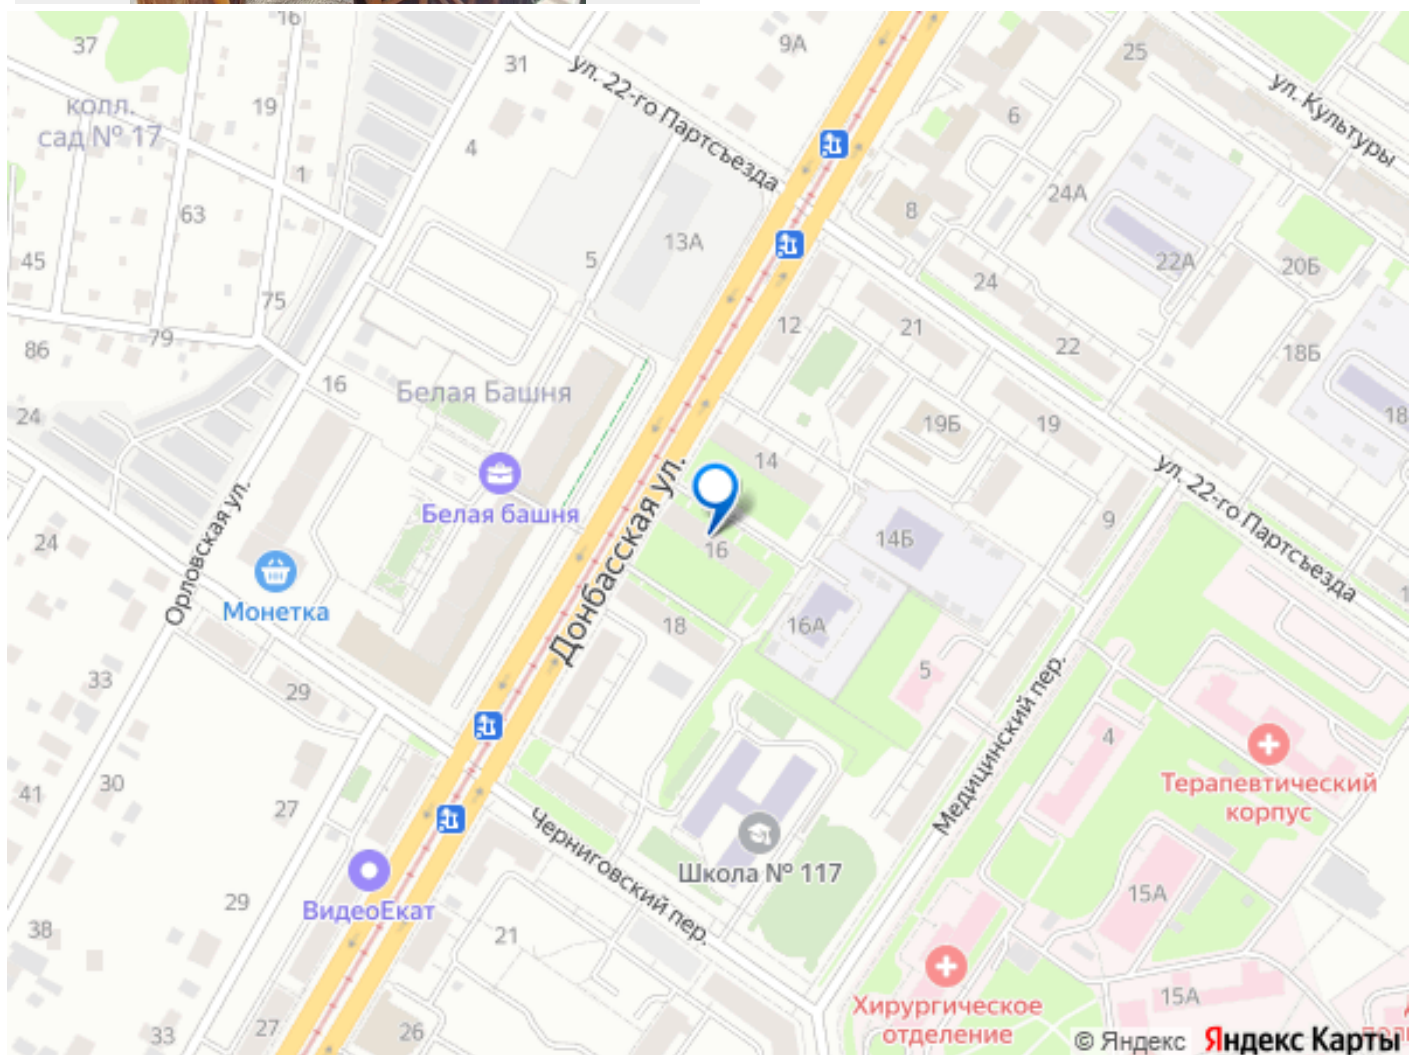 16
37
31
9А
25
ул. 22-го Партсъезда
ул. Культуры
колл.
сад № 17
19
6
4
1
24А
63
8
13А
45
5
22А
20Б
24
75
12
21
22
79
86
18Б
16
Белая Башня
24
19Б
19
18
14
ул. 22-го Партсъезда
Белая башня
Донбасская ул.
9
24
Орловская ул.
16
14Б
Монетка
18
16А
5
33
29
Медицинский пер.
4
Терапевтический
корпус
41
30
27
Черниговский пер.
Школа № 117
29
ВидеоЕкат
15А
38
21
15А
Хирургическое
отделение
33
27
26
© Яндекс Яндекс Карты